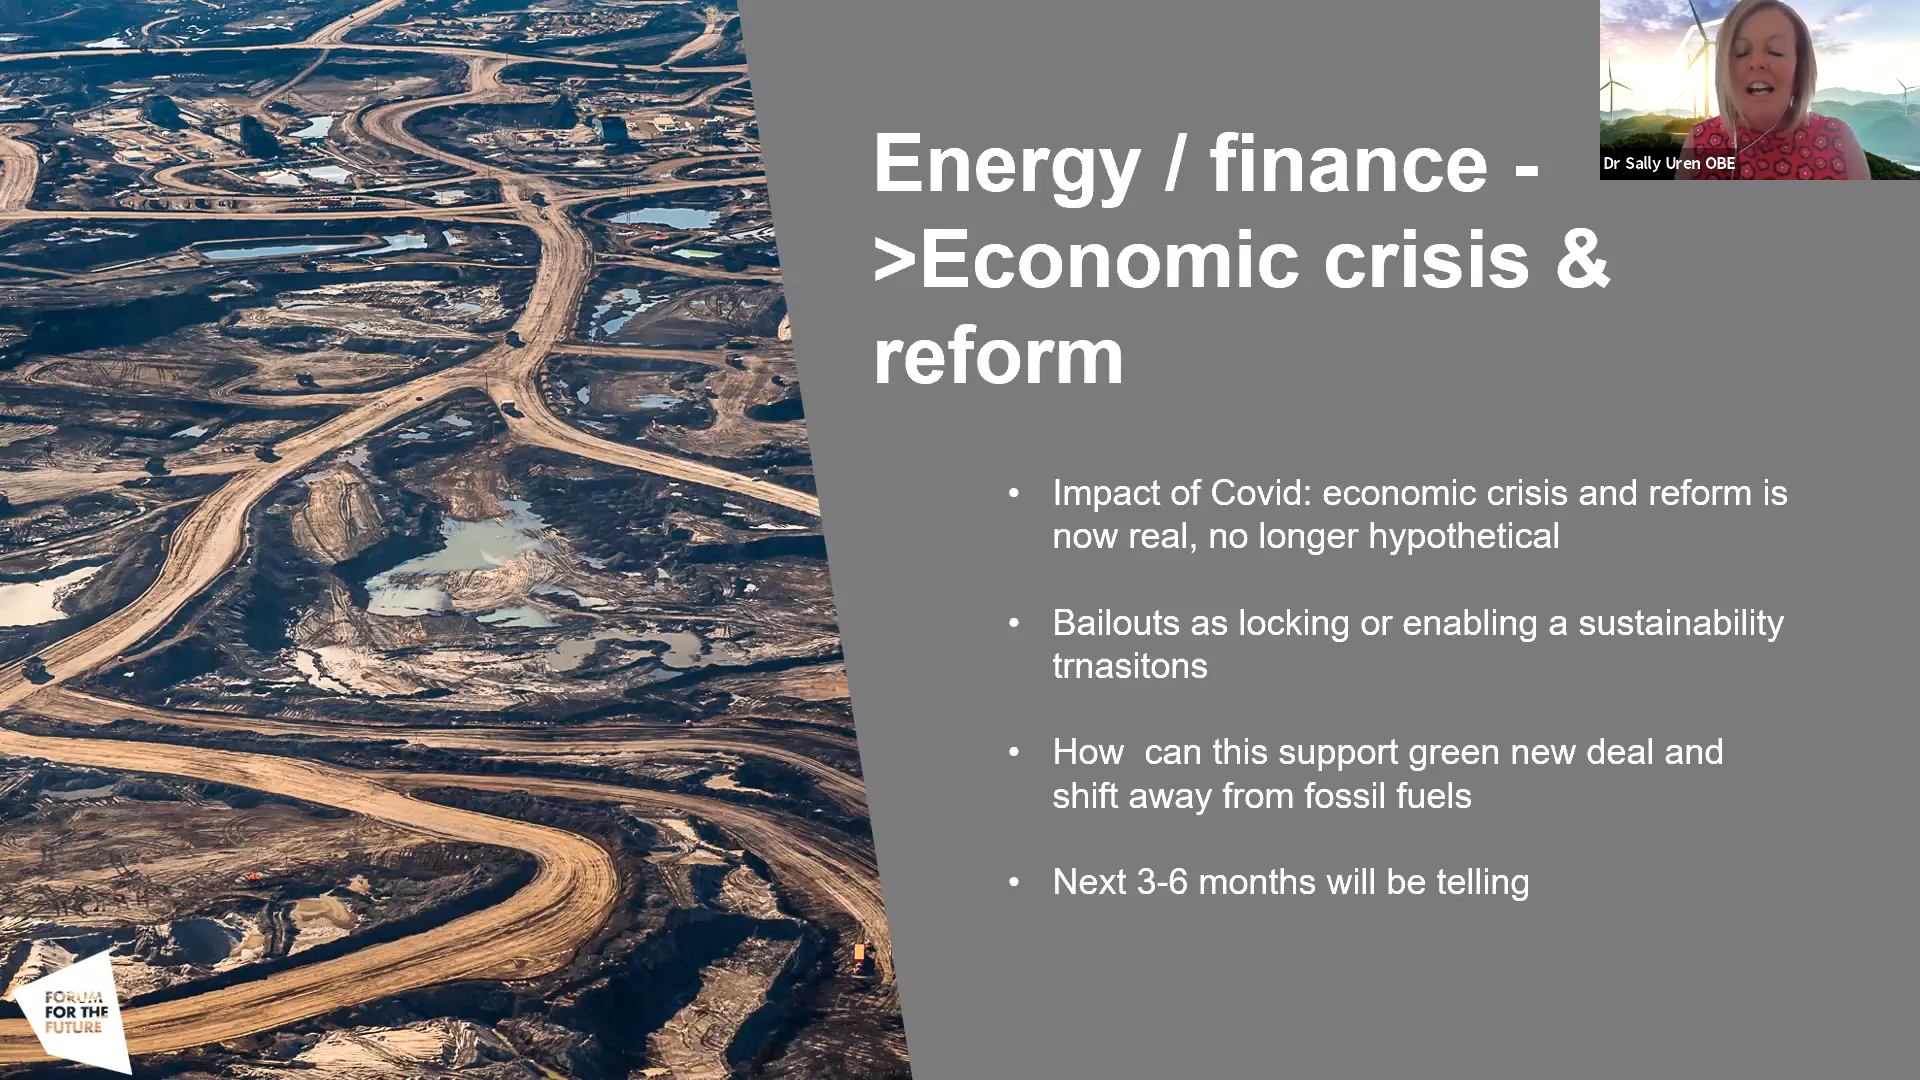 Energy / finance -
>Economic crisis &
reform
Dr Sally Uren OBE
• Impact of Covid: economic crisis and reform is
now real, no longer hypothetical
• Bailouts as locking or enabling a sustainability
trnasitons
• How  can this support green new deal and
shift away from fossil fuels
• Next 3-6 months will be telling
FORUM
FOR THE
FUTURE